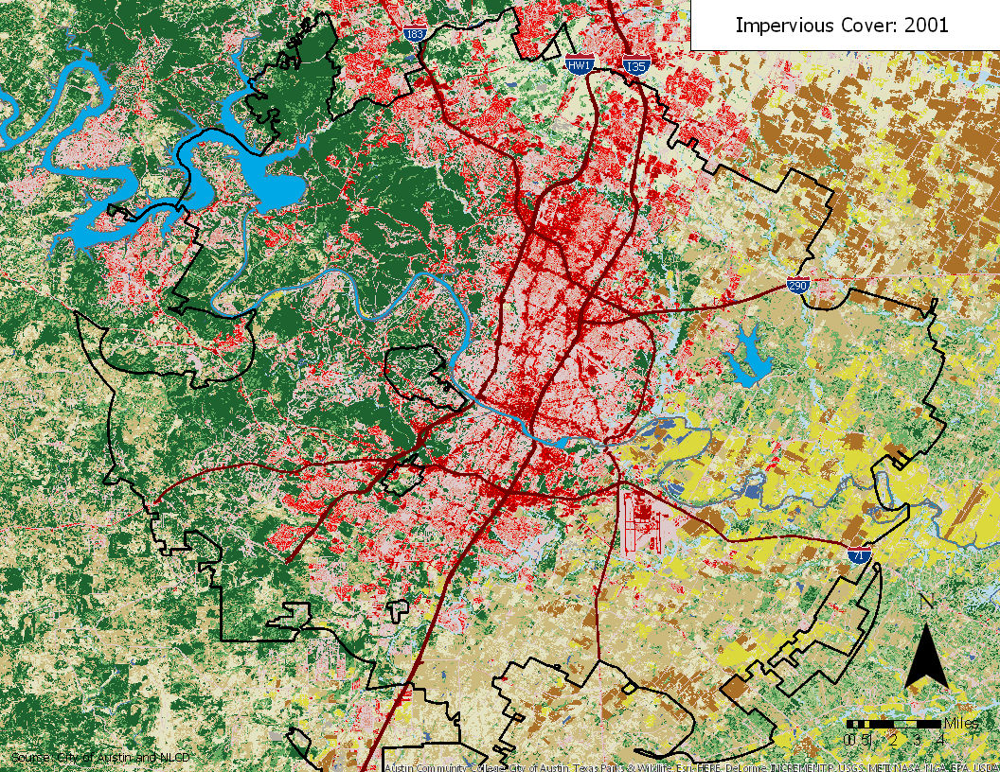 Impervious Cover: 2001
183
HW1
I35
290
71
N
Miles
0 0.5 1 2 3 4
Source: City of Austin and NLCD
Austin Community College, City of Austin, Texas Parks & Wildlife, Esri, HERE, DeLorme, INCREMENT P, USGS, METI/NASA, NGA, EPA, USDA